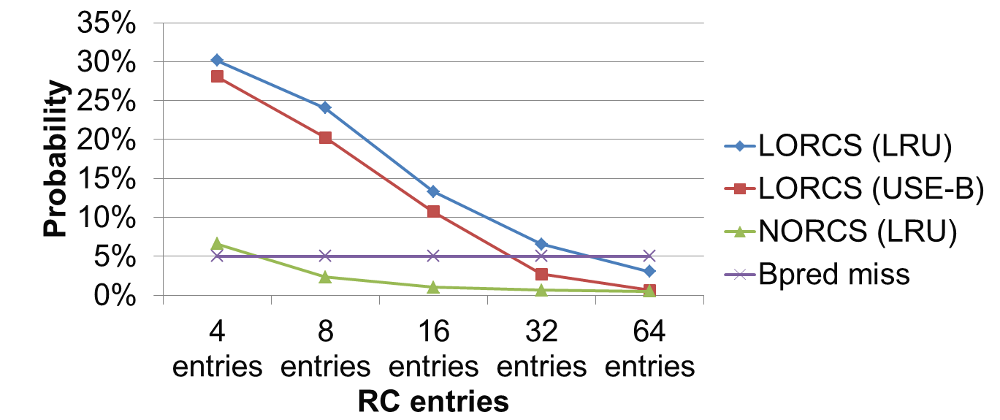 35%
30%
25%
20%
15%
10%
5%
0%
Probability
4 entries
8 entries
16 entries
32 entries
64 entries
RC entries
LORCS (LRU)
LORCS (USE-B)
NORCS (LRU)
Bpred miss